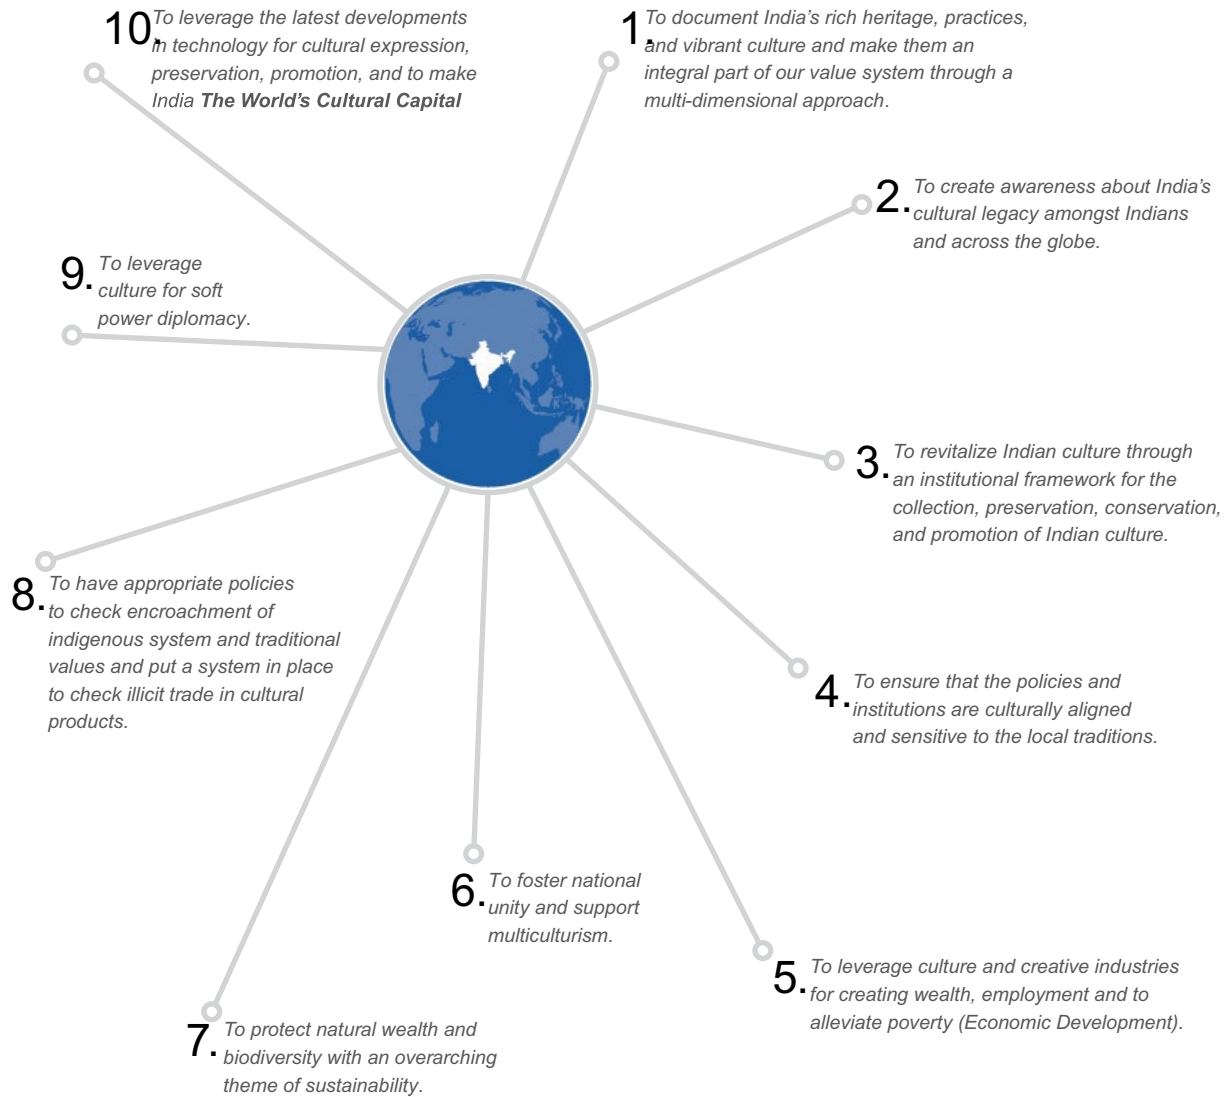 1. To document India’s rich heritage, practices,
and vibrant culture and make them an
integral part of our value system through a
multi-dimensional approach.
2. To create awareness about India’s
cultural legacy amongst Indians
and across the globe.
3. To revitalize Indian culture through
an institutional framework for the
collection, preservation, conservation,
and promotion of Indian culture.
4. To ensure that the policies and
institutions are culturally aligned
and sensitive to the local traditions.
5. To leverage culture and creative industries
for creating wealth, employment and to
alleviate poverty (Economic Development).
6. To foster national
unity and support
multiculturism.
7. To protect natural wealth and
biodiversity with an overarching
theme of sustainability.
8. To have appropriate policies
to check encroachment of
indigenous system and traditional
values and put a system in place
to check illicit trade in cultural
products.
9. To leverage
culture for soft
power diplomacy.
10. To leverage the latest developments
in technology for cultural expression,
preservation, promotion, and to make
India The World’s Cultural Capital